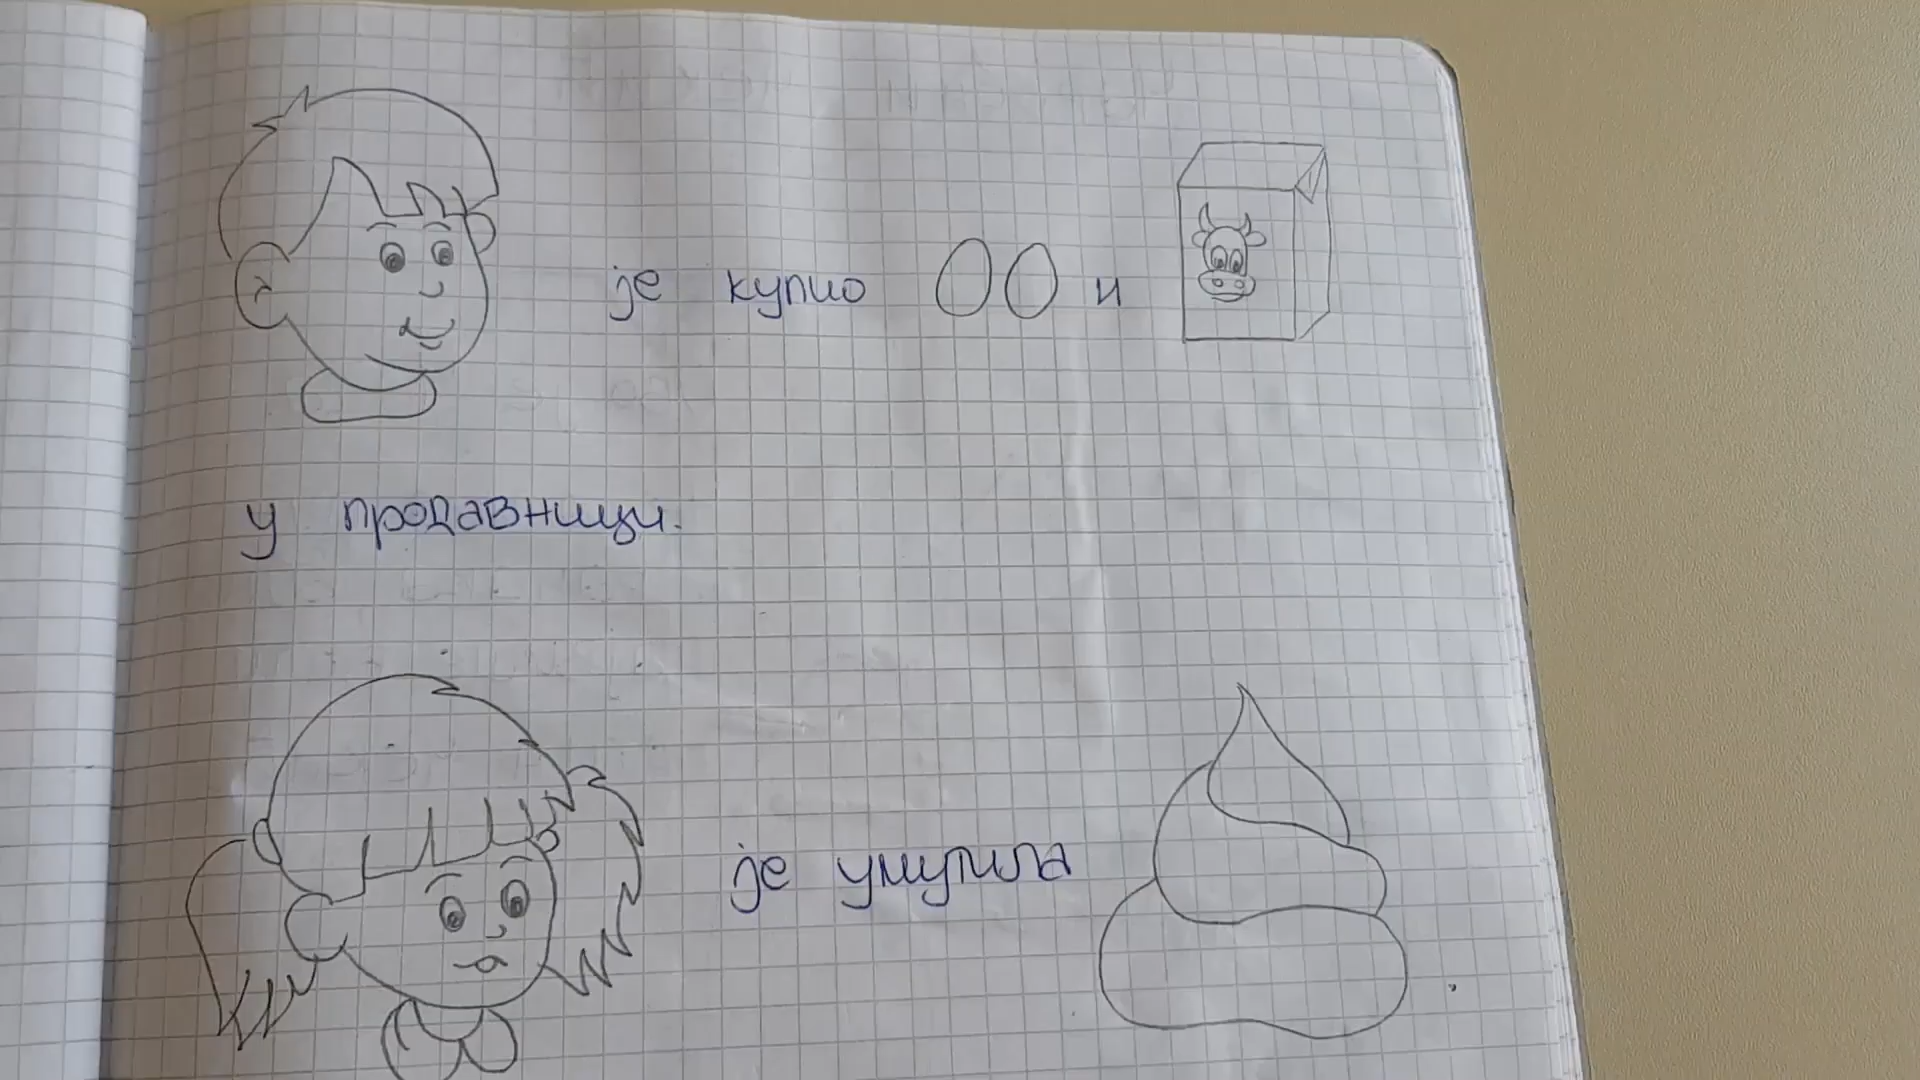 је купио и
у продавници.
је умутила .